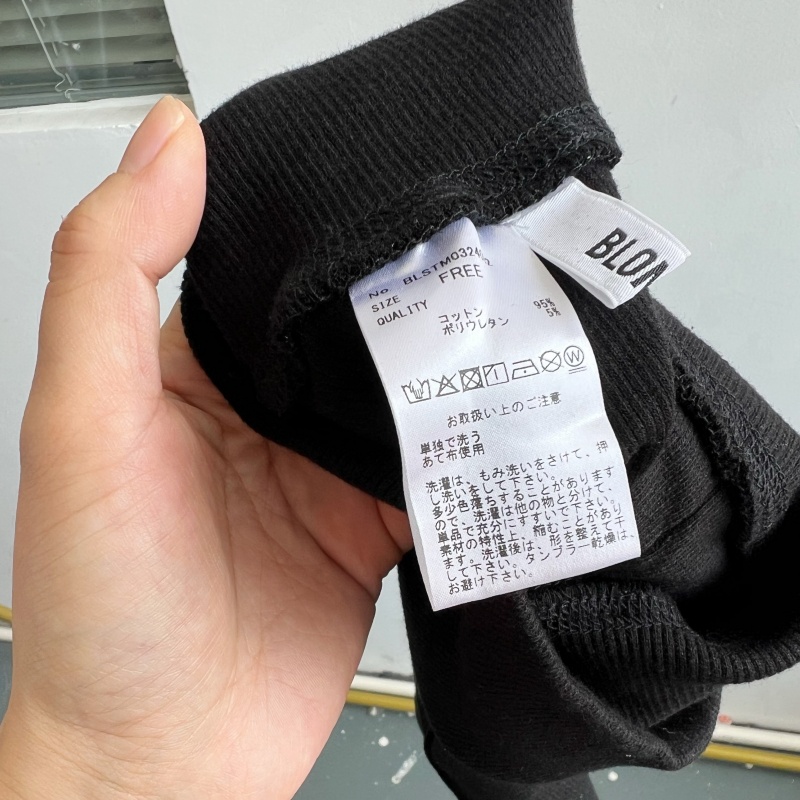 BLON
No. BLSTM0324
SIZE FREE
QUALITY
コットン 95%
ポリウレタン 5%
お取扱い上のご注意
単独で洗う
あて布使用
洗濯は、もみ洗いをさけて、押
し洗いをして下さい。
多少色落ちすることがあります
ので、洗濯は他の物と分けて、
単品で充分にすすいで下さい。
素材の特性上、縮むことがあり
ます。洗濯後は、形を整えて干
して下さい。タンブラー乾燥は、
お避け下さい。